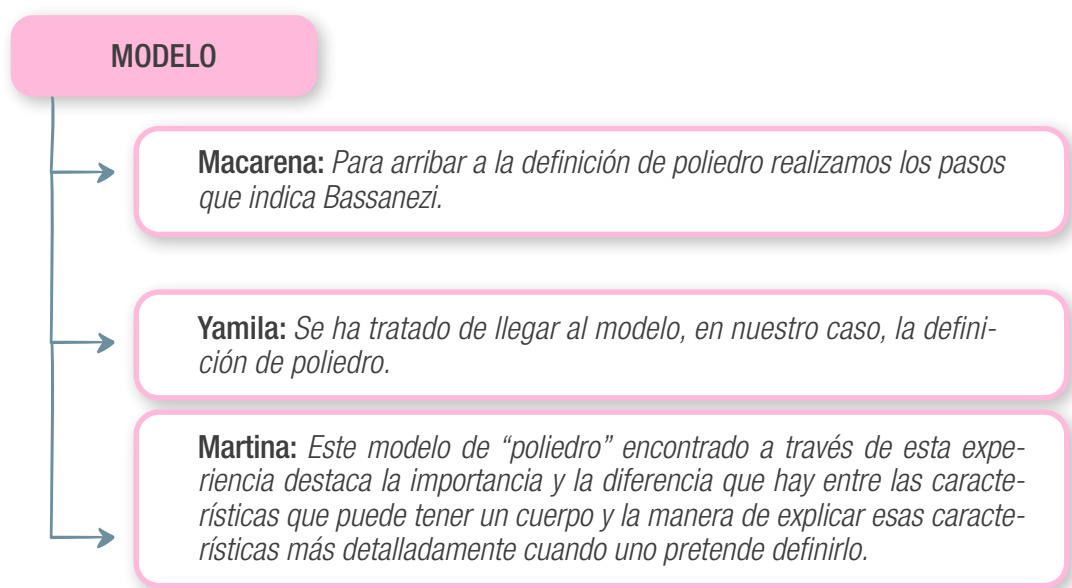 MODELO
Macarena: Para arribar a la definición de poliedro realizamos los pasos
que indica Bassanezi.
Yamila: Se ha tratado de llegar al modelo, en nuestro caso, la defini-
ción de poliedro.
Martina: Este modelo de “poliedro” encontrado a través de esta expe-
riencia destaca la importancia y la diferencia que hay entre las caracte-
rísticas que puede tener un cuerpo y la manera de explicar esas caracte-
rísticas más detalladamente cuando uno pretende definirlo.